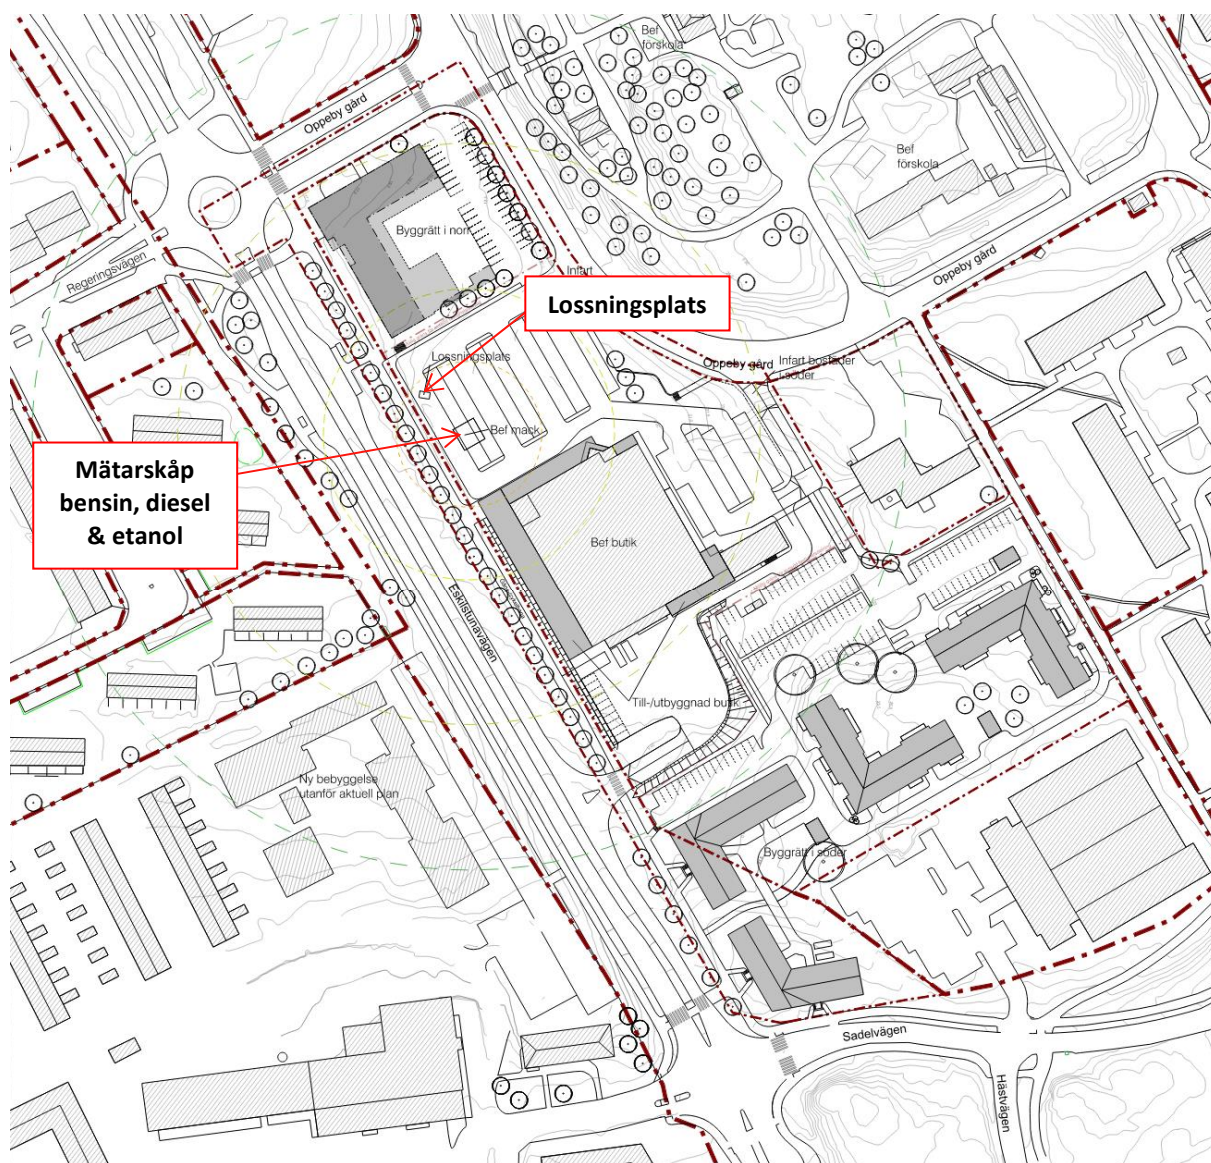 Bef
förskola
Oppeby gård
Bef
förskola
Byggrätt i norr
Regeringsvägen
Oppeby gård
Infart
Lossningsplats
Lossningsplats
Oppeby gård
Infart bostäder
i söder
Bef mack
Mätarskåp
bensin, diesel
& etanol
Bef butik
Eskilstunavägen
Till-/utbyggnad butik
Ny bebyggelse
utanför aktuell plan
Byggrätt i söder
Sadelvägen
Hästvägen